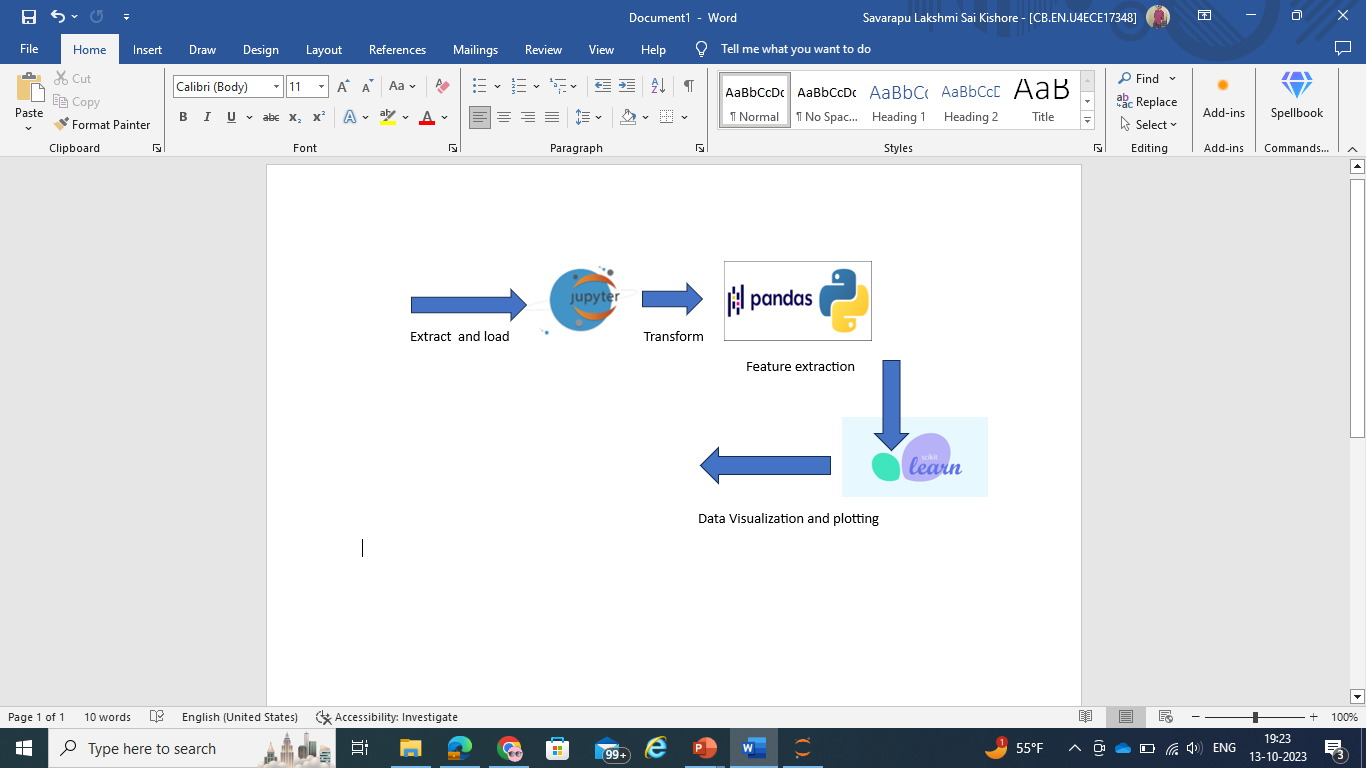 Document1 - Word
Savarapu Lakshmi Sai Kishore - [CB.EN.U4ECE17348]
File Home Insert Draw Design Layout References Mailings Review View Help Tell me what you want to do
Paste
Cut
Copy
Format Painter
Clipboard
Calibri (Body) 11
Font
Paragraph
AaBbCcDc AaBbCcDc AaBbCc AaBbCcD AaB
¶ Normal ¶ No Spac... Heading 1 Heading 2 Title
Styles
Find
Replace
Select
Editing
Add-ins
Add-ins
Spellbook
Commands...
jupyter
pandas
Extract  and load
Transform
Feature extraction
scikit
learn
Data Visualization and plotting
Page 1 of 1 10 words English (United States) Accessibility: Investigate 100%
Type here to search
99+
55°F
ENG
19:23
13-10-2023
3